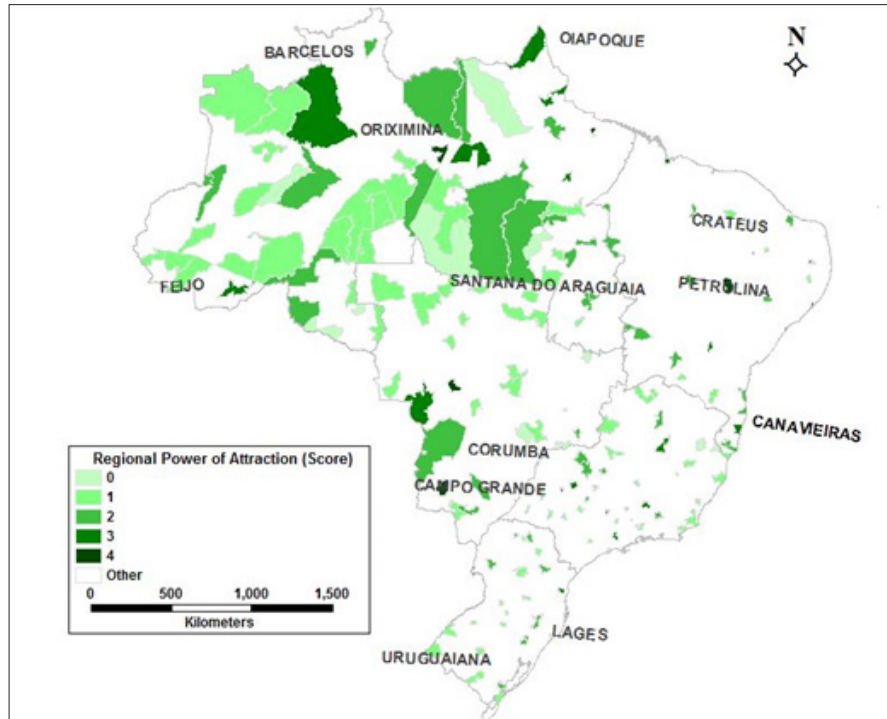 OIAPOQUE
BARCELOS
N
ORIXIMINA
CRATEUS
FEIJO
SANTANA DO ARAGUAIA
PETROLINA
CANAVIEIRAS
CORUMBA
CAMPO GRANDE
LAGES
URUGUAIANA
Regional Power of Attraction (Score)
0
1
2
3
4
Other
0 500 1,000 1,500
Kilometers